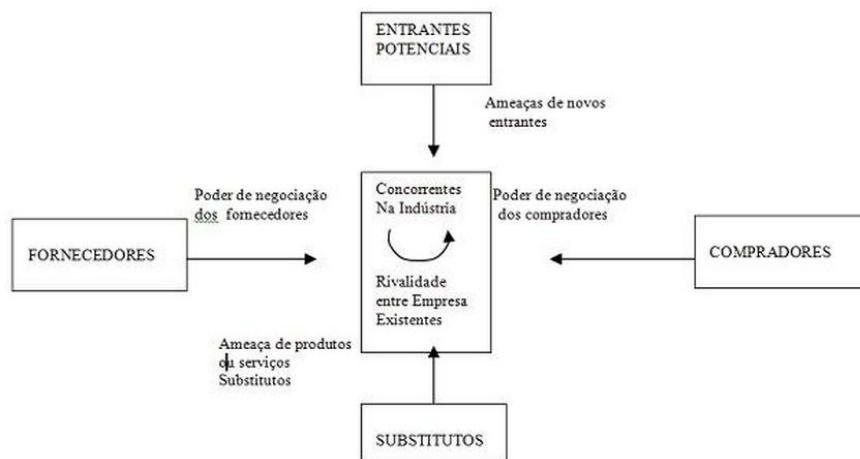 ENTRANTES
POTENCIAIS
Ameaças de novos
entrantes
Poder de negociação
dos fornecedores
Concorrentes
Na Indústria
Poder de negociação
dos compradores
FORNECEDORES
COMPRADORES
Rivalidade
entre Empresa
Existentes
Ameaça de produtos
ou serviços
Substitutos
SUBSTITUTOS